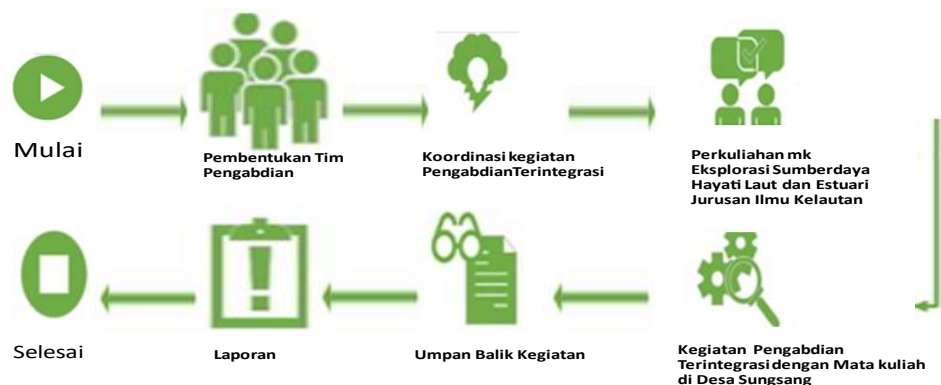 Mulai
Pembentukan Tim
Pengabdian
Koordinasi kegiatan
PengabdianTerintegrasi
Perkuliahan mk
Eksplorasi Sumberdaya
Hayati Laut dan Estuari
Jurusan Ilmu Kelautan
Selesai
Laporan
Umpan Balik Kegiatan
Kegiatan Pengabdian
Terintegrasi dengan Mata kuliah
di Desa Sungsang